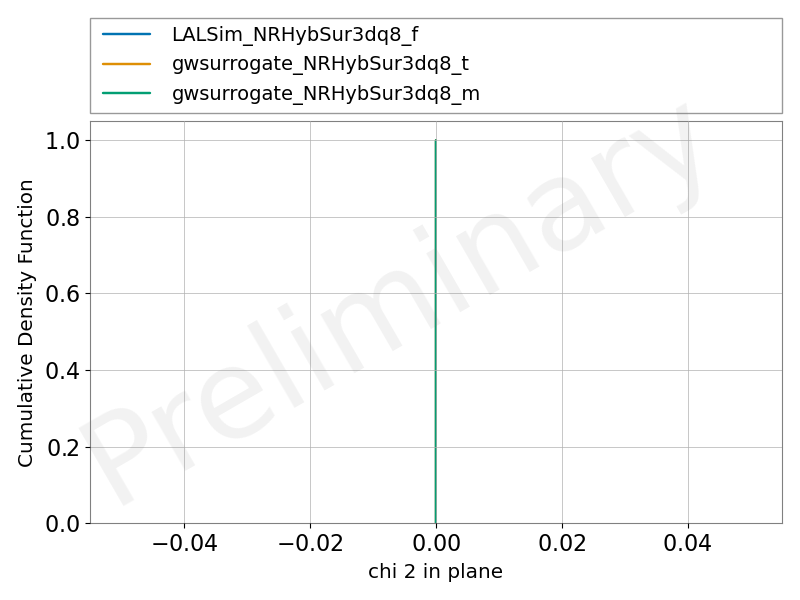 LALSim_NRHybSur3dq8_f
gwsurrogate_NRHybSur3dq8_t
gwsurrogate_NRHybSur3dq8_m
Preliminary
Cumulative Density Function
1.0
0.8
0.6
0.4
0.2
0.0
−0.04 −0.02 0.00 0.02 0.04
chi 2 in plane